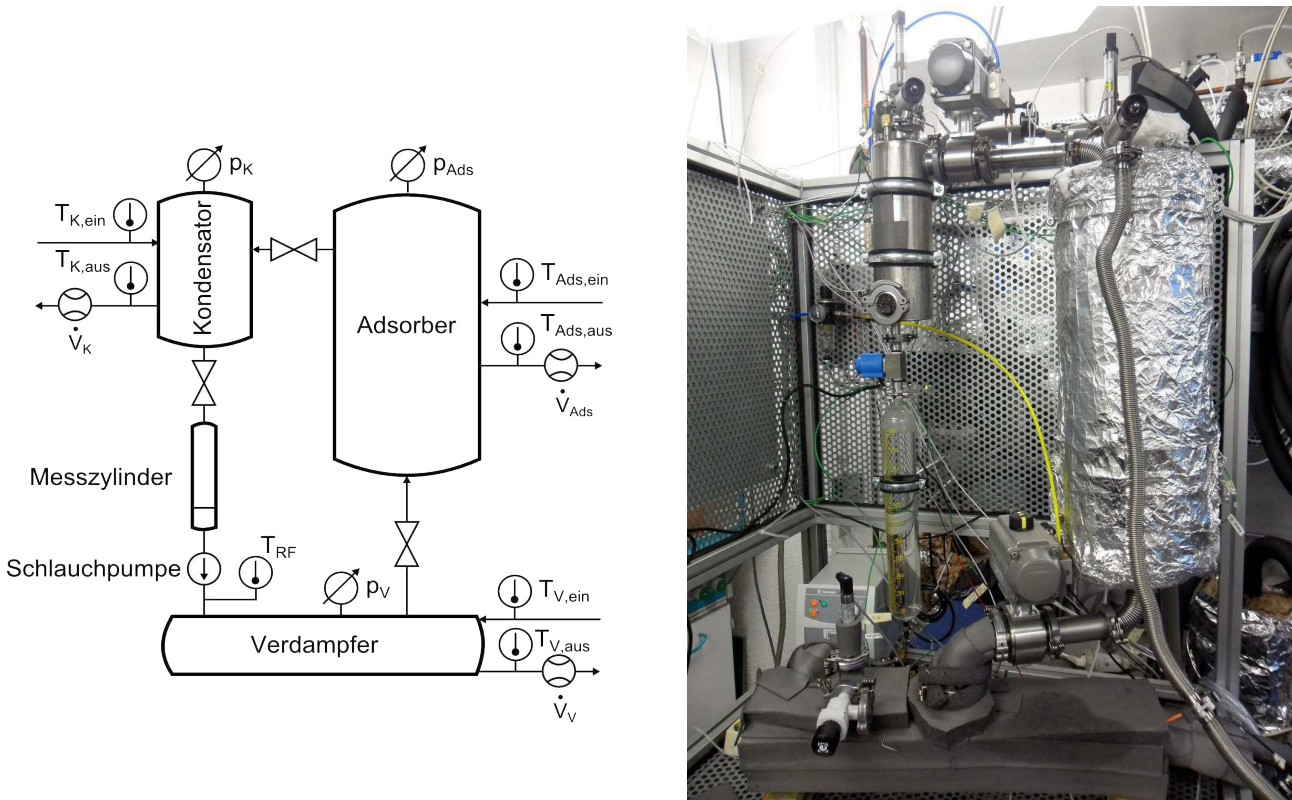 p_K
p_Ads
T_K,ein
T_K,aus
Kondensator
V̇_K
Adsorber
T_Ads,ein
T_Ads,aus
V̇_Ads
Messzylinder
Schlauchpumpe
T_RF
p_V
T_V,ein
T_V,aus
Verdampfer
V̇_V